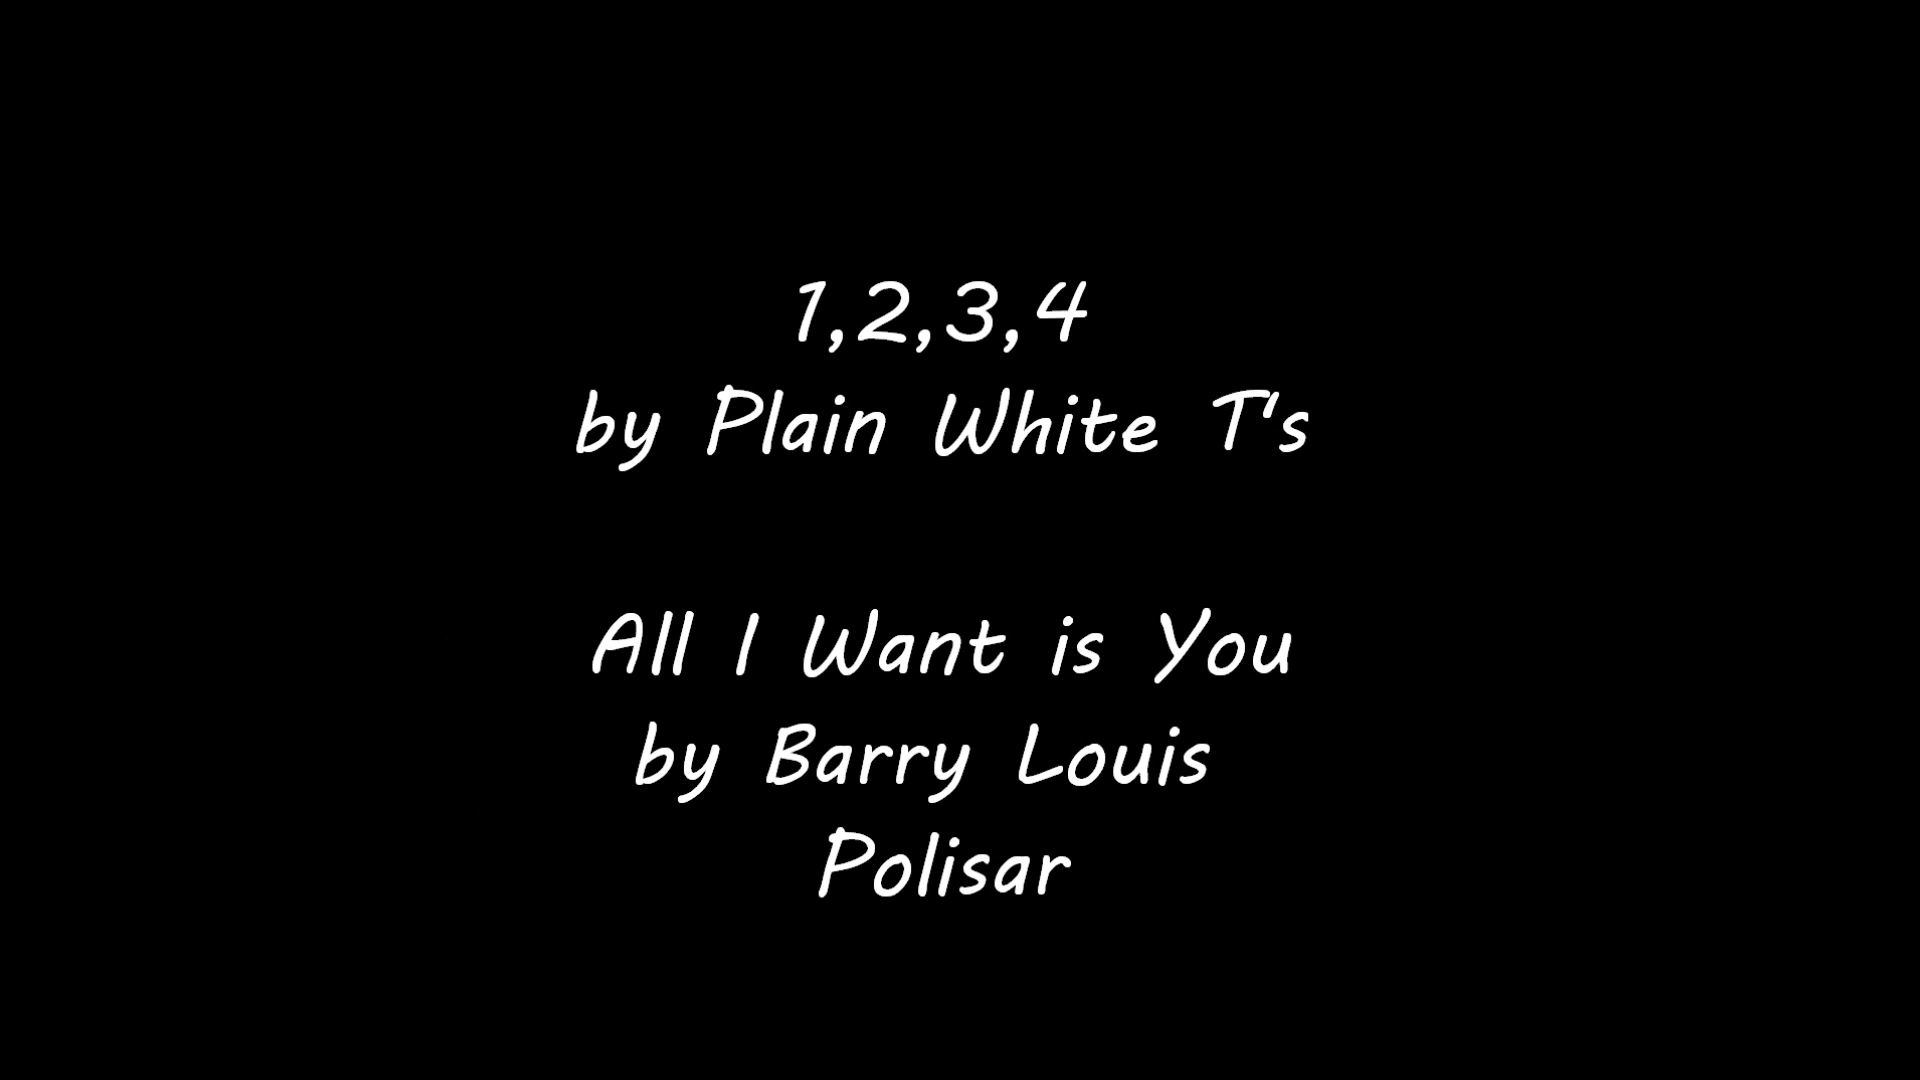 1,2,3,4
by Plain White T's
All I Want is You
by Barry Louis
Polisar